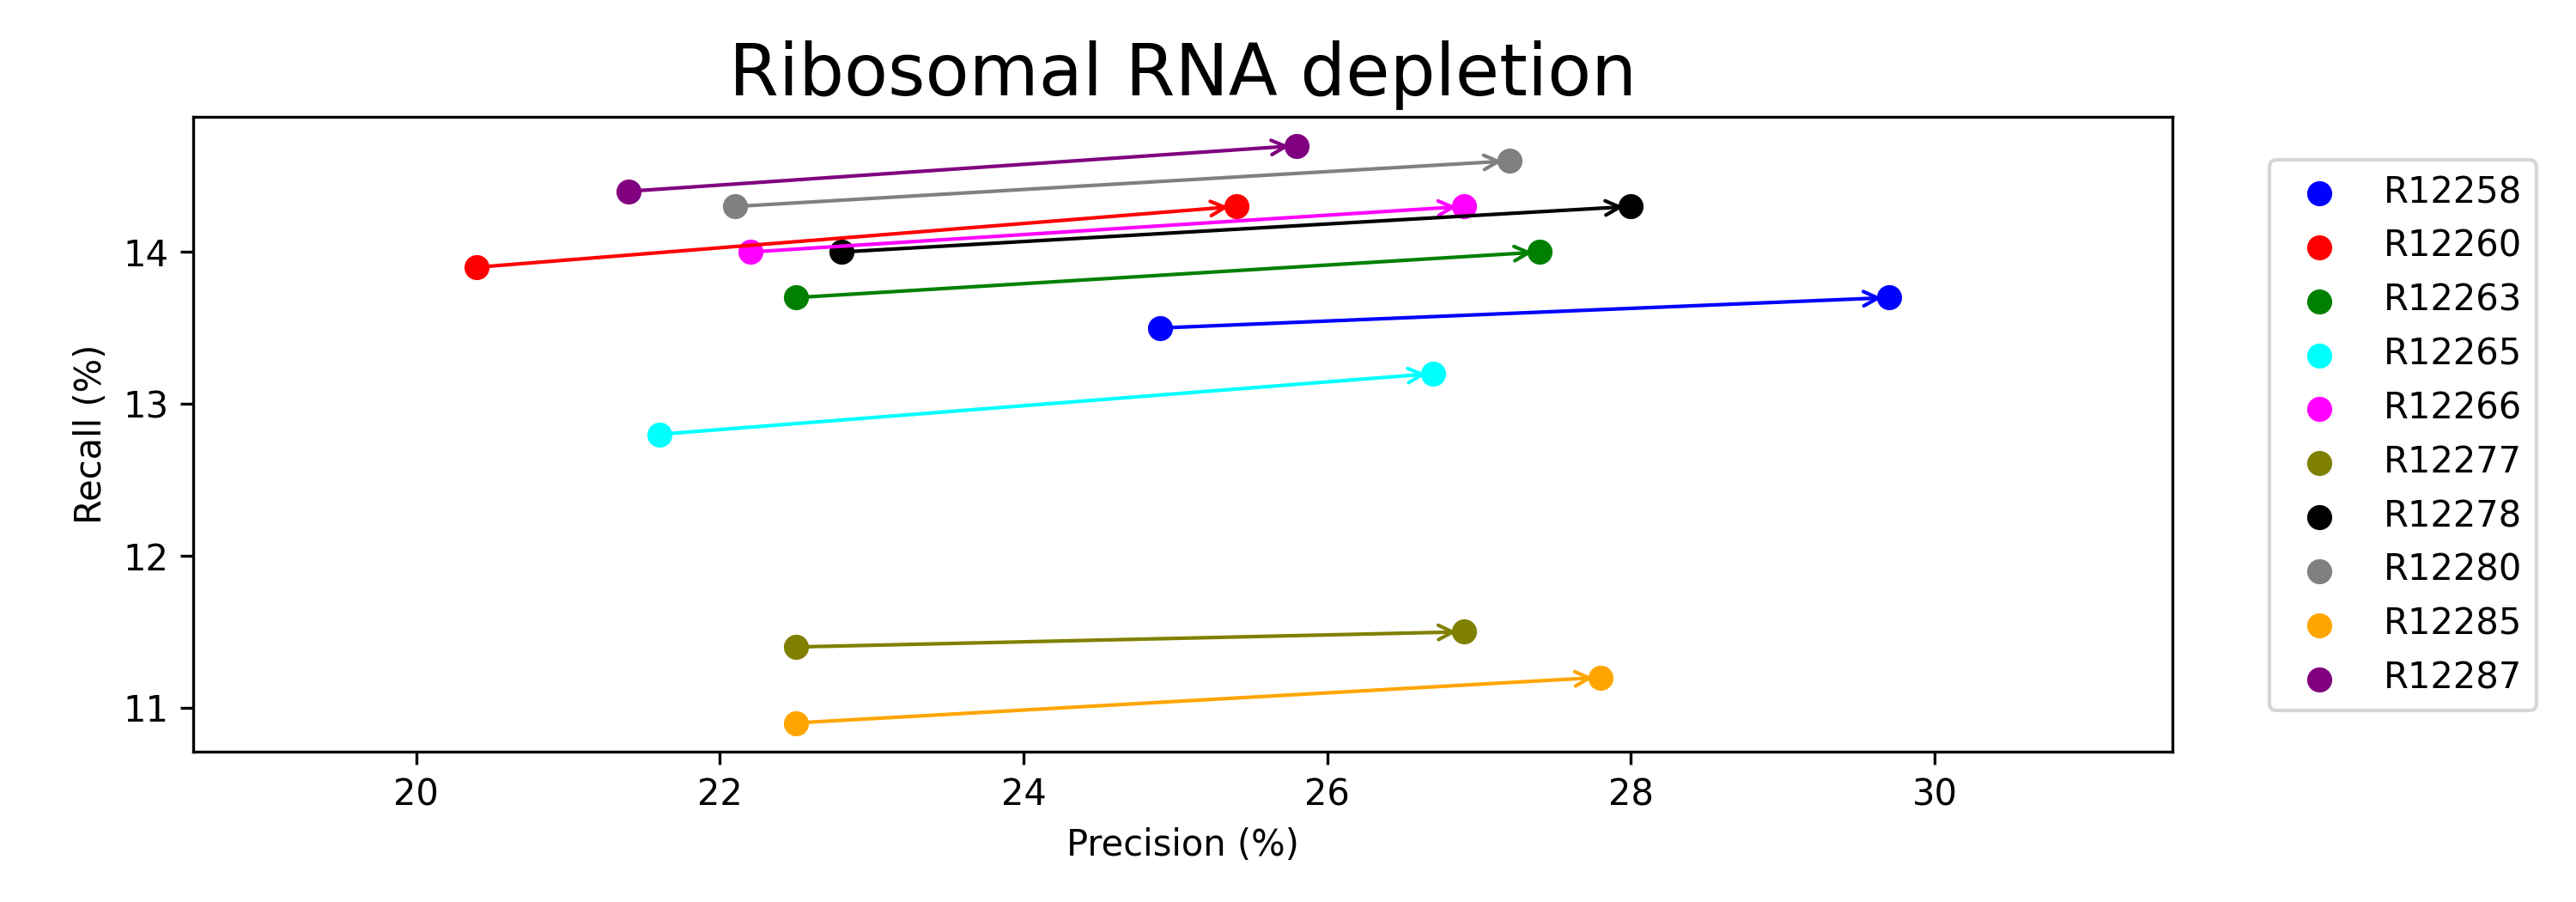 Ribosomal RNA depletion
Recall (%)
14
13
12
11
20 22 24 26 28 30
Precision (%)
R12258
R12260
R12263
R12265
R12266
R12277
R12278
R12280
R12285
R12287